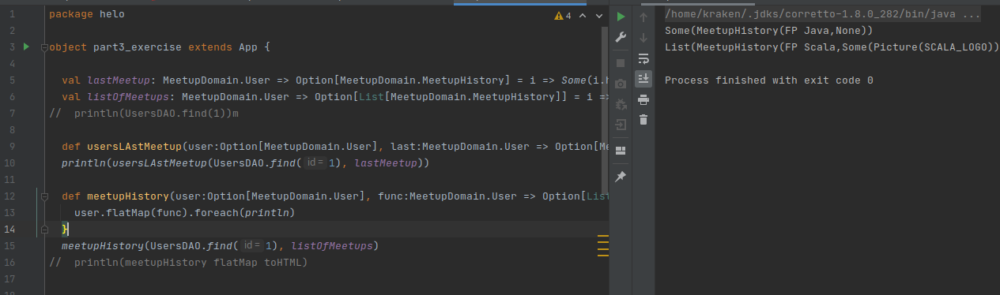 1 package helo
2
3 object part3_exercise extends App {
4
5 val lastMeetup: MeetupDomain.User => Option[MeetupDomain.MeetupHistory] = i => Some(i.
6 val listOfMeetups: MeetupDomain.User => Option[List[MeetupDomain.MeetupHistory]] = i =>
7 // println(UsersDAO.find(1))m
8
9 def usersLAstMeetup(user:Option[MeetupDomain.User], last:MeetupDomain.User => Option[Me
10 println(usersLAstMeetup(UsersDAO.find( id = 1), lastMeetup))
11
12 def meetupHistory(user:Option[MeetupDomain.User], func:MeetupDomain.User => Option[List
13 user.flatMap(func).foreach(println)
14 }
15 meetupHistory(UsersDAO.find( id = 1), listOfMeetups)
16 // println(meetupHistory flatMap toHTML)
17
4
/home/kraken/.jdks/corretto-1.8.0_282/bin/java ...
Some(MeetupHistory(FP Java,None))
List(MeetupHistory(FP Scala,Some(Picture(SCALA_LOGO))
Process finished with exit code 0